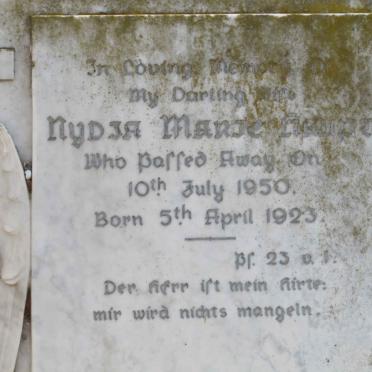 In Loving Memory Of
My Darling Wife
NYDIA MARIE
Who Passed Away On
10th July 1950.
Born 5th April 1923.
Ps. 23 v. 1.
Der Herr ist mein Hirte:
mir wird nichts mangeln.